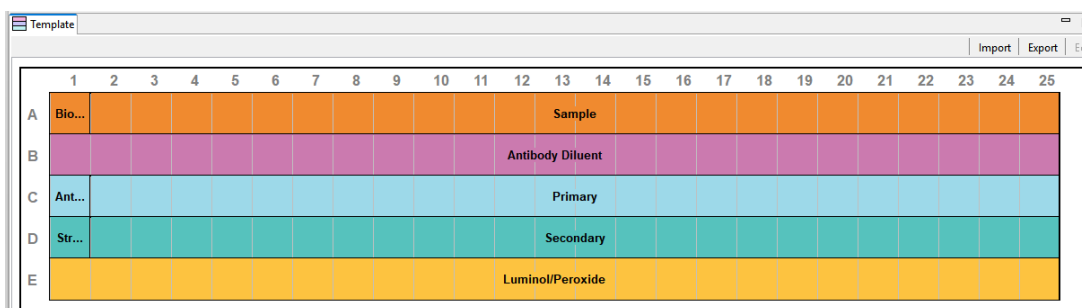 Template
Import Export E
1 2 3 4 5 6 7 8 9 10 11 12 13 14 15 16 17 18 19 20 21 22 23 24 25
A Bio... Sample
B Antibody Diluent
C Ant... Primary
D Str... Secondary
E Luminol/Peroxide